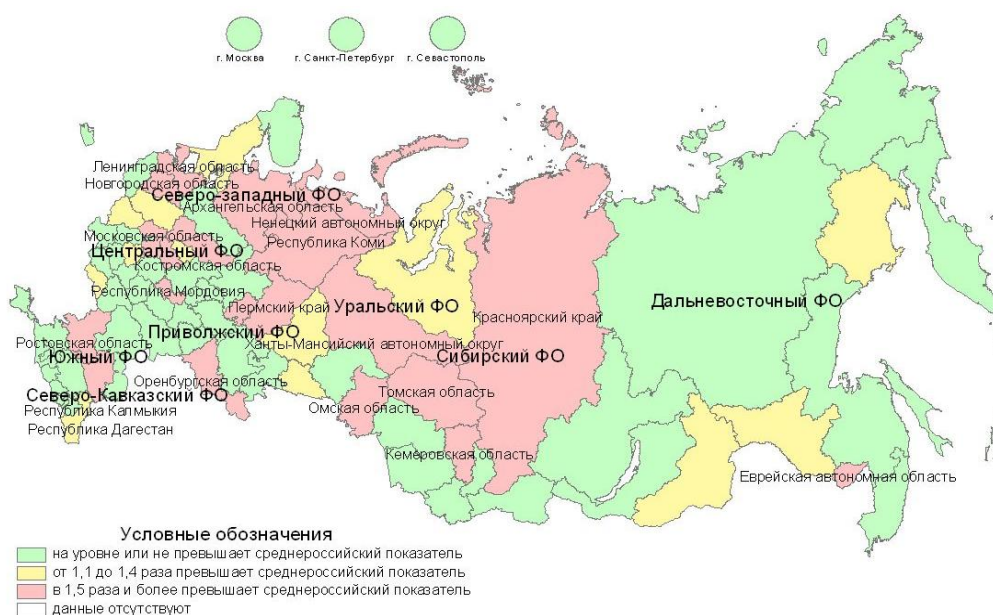 г. Москва
г. Санкт-Петербург
г. Севастополь
Ленинградская область
Новгородская область
Северо-западный ФО
Архангельская область
Ненецкий автономный округ
Московская область
Республика Коми
Центральный ФО
Костромская область
Республика Мордовия
Пермский край
Уральский ФО
Красноярский край
Дальневосточный ФО
Приволжский ФО
Ростовская область
Ханты-Мансийский автономный округ
Южный ФО
Сибирский ФО
Оренбургская область
Томская область
Северо-Кавказский ФО
Омская область
Республика Калмыкия
Республика Дагестан
Кемеровская область
Еврейская автономная область
Условные обозначения
на уровне или не превышает среднероссийский показатель
от 1,1 до 1,4 раза превышает среднероссийский показатель
в 1,5 раза и более превышает среднероссийский показатель
данные отсутствуют